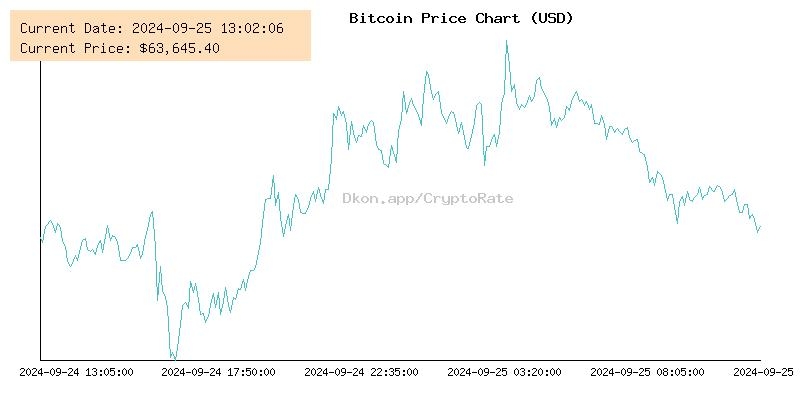 Bitcoin Price Chart (USD)
Current Date: 2024-09-25 13:02:06
Current Price: $63,645.40
Dkon.app/CryptoRate
2024-09-24 13:05:00 2024-09-24 17:50:00 2024-09-24 22:35:00 2024-09-25 03:20:00 2024-09-25 08:05:00 2024-09-25